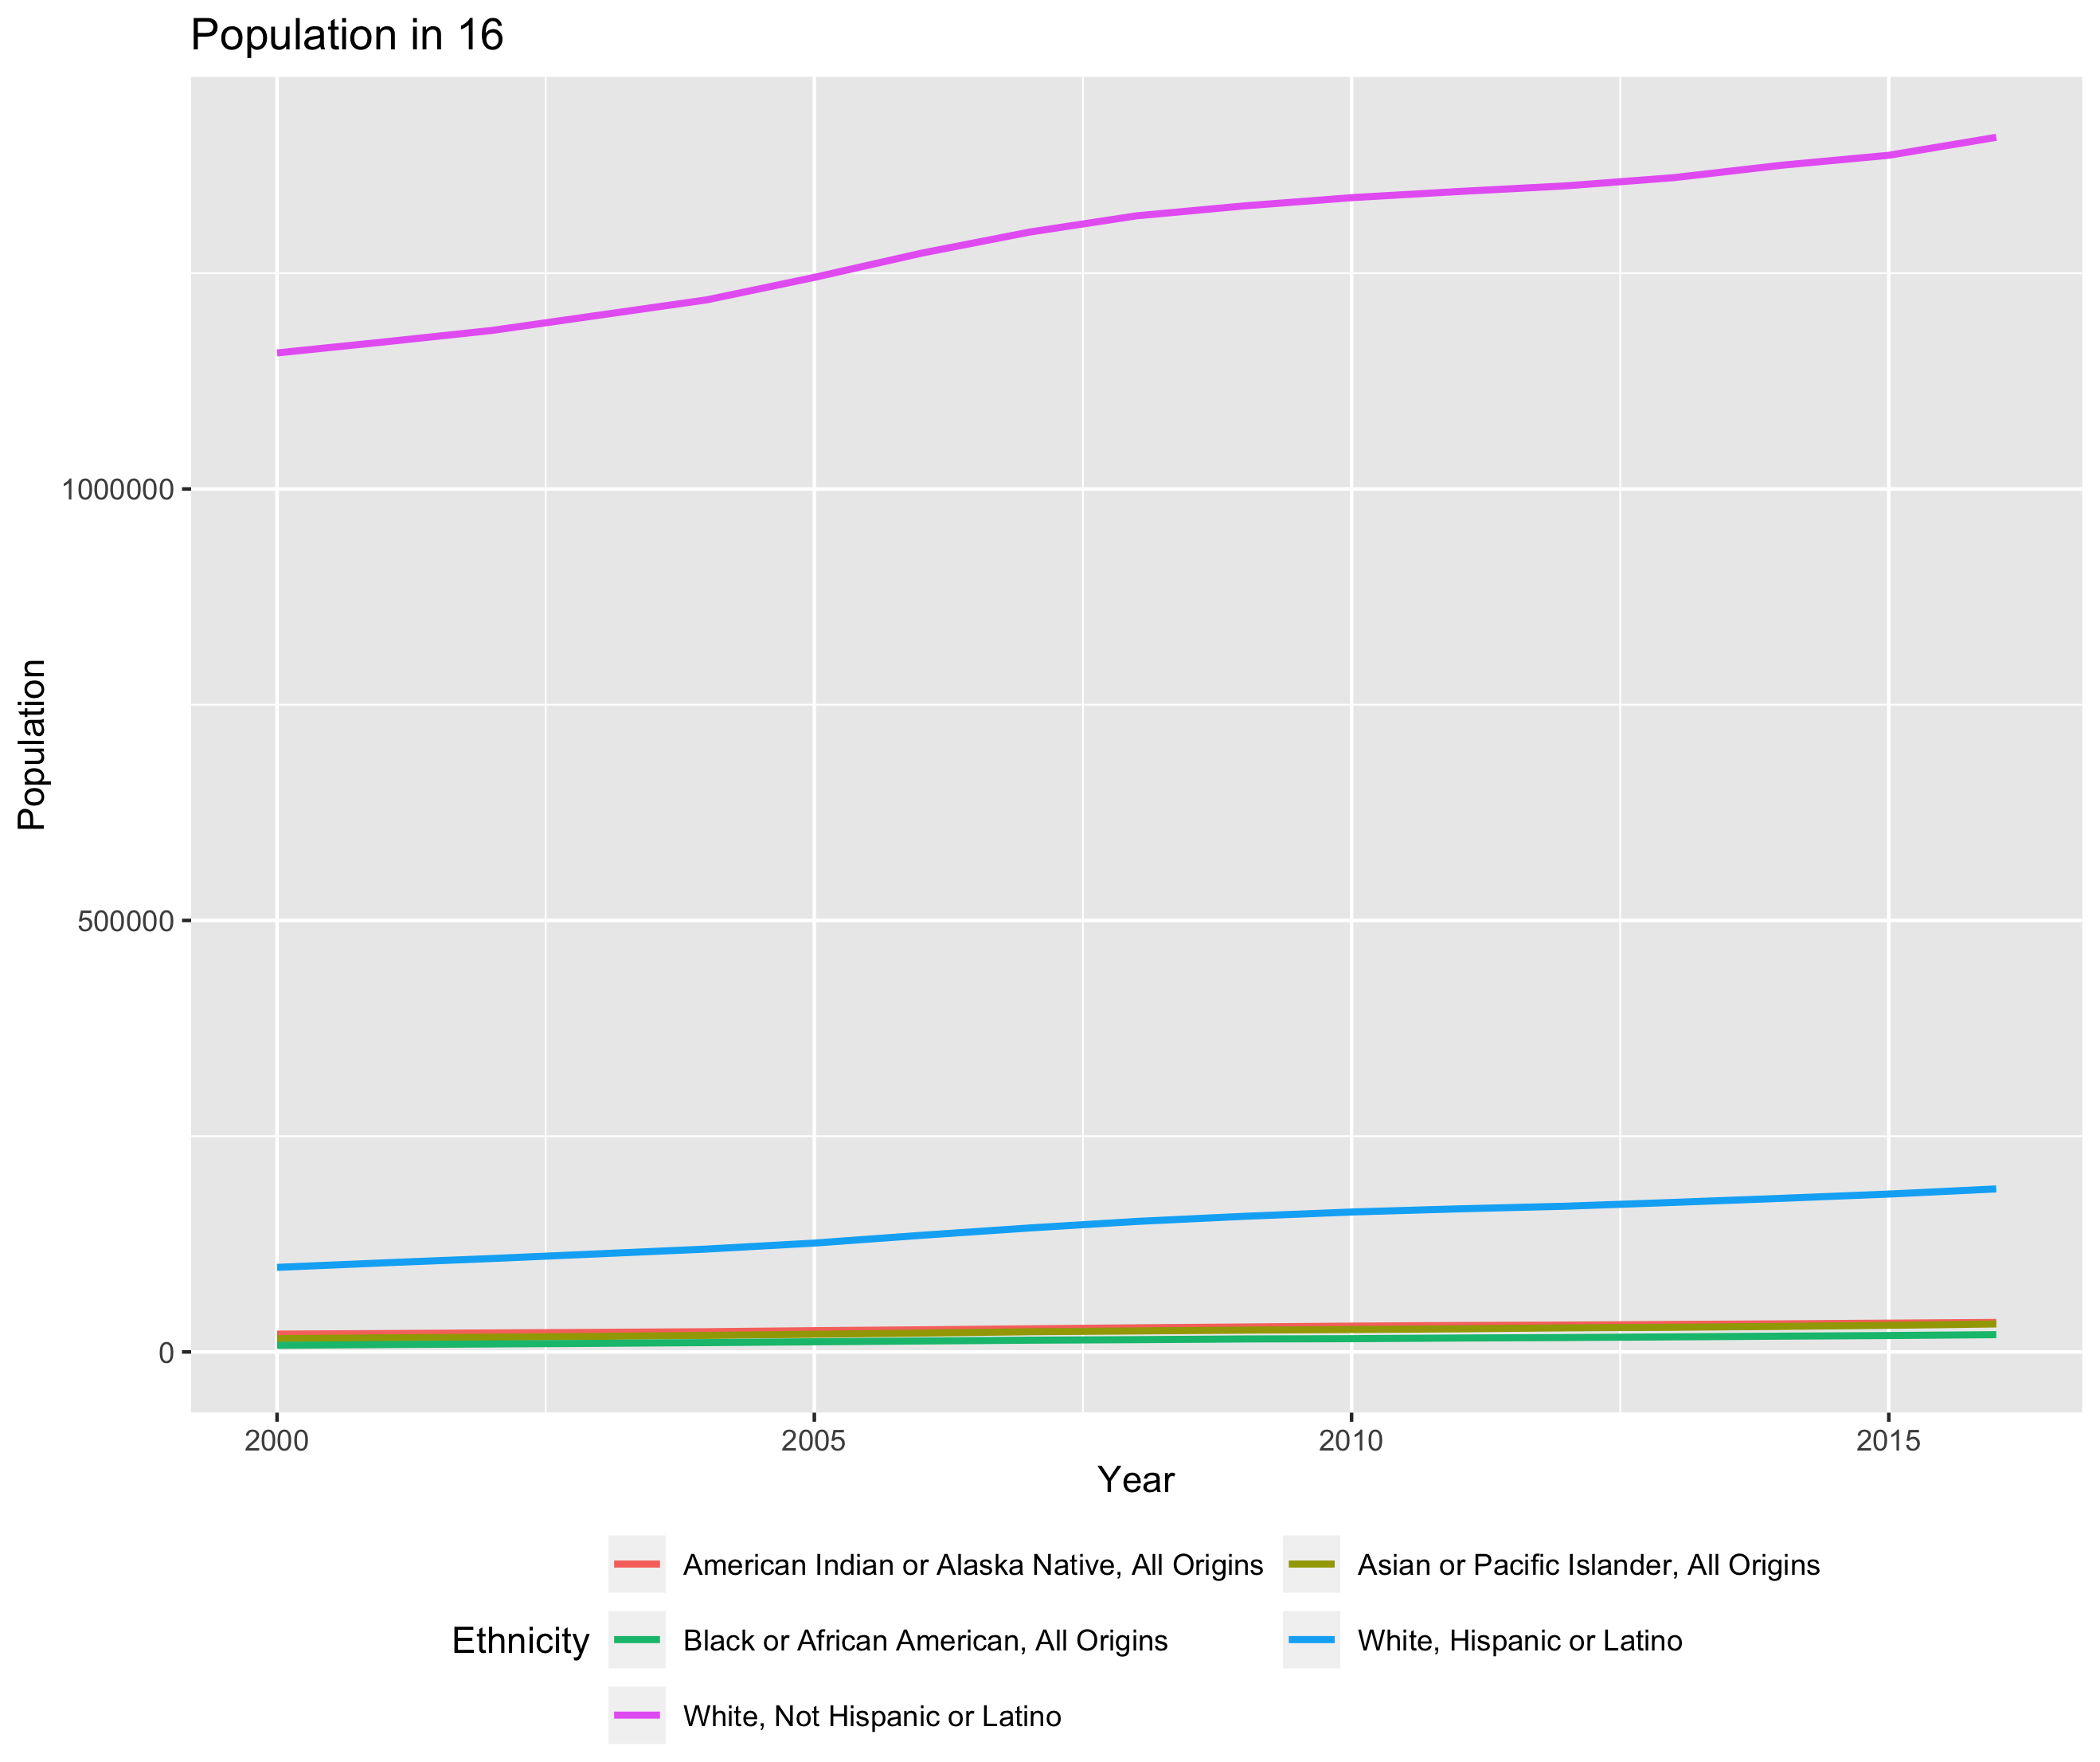 Population in 16
Population
1000000
500000
0
2000 2005 2010 2015
Year
Ethnicity
American Indian or Alaska Native, All Origins
Asian or Pacific Islander, All Origins
Black or African American, All Origins
White, Hispanic or Latino
White, Not Hispanic or Latino